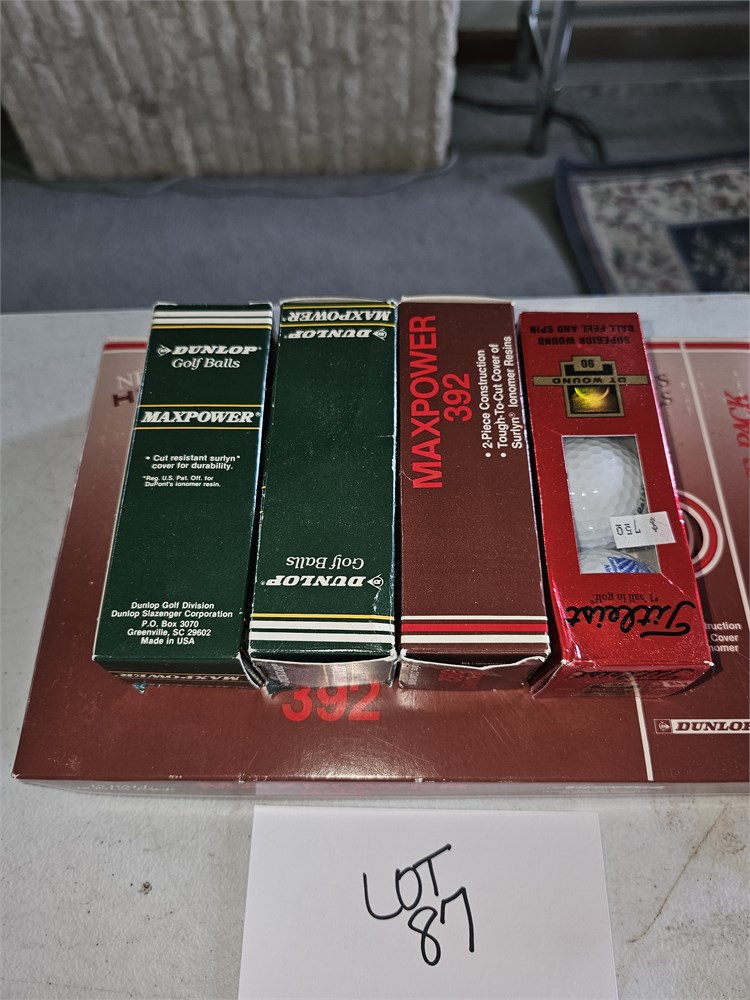 DUNLOP
Golf Balls
MAXPOWER®
• Cut resistant surlyn*
cover for durability.
*Reg. U.S. Pat. Off. for
DuPont's ionomer resin.
Dunlop Golf Division
Dunlop Slazenger Corporation
P.O. Box 3070
Greenville, SC 29602
Made in USA
MAXPOWER
MAXPOWER
DUNLOP
Golf Balls
DUNLOP
MAXPOWER
392
• 2-Piece Construction
• Tough-To-Cut Cover of
Surlyn® Ionomer Resins
SUPERIOR WOUND
BALL FEEL AND SPIN
90
DT WOUND
Titleist
"1 ball in golf"
392
PACK
Cover
DUNLOP
LOT
87